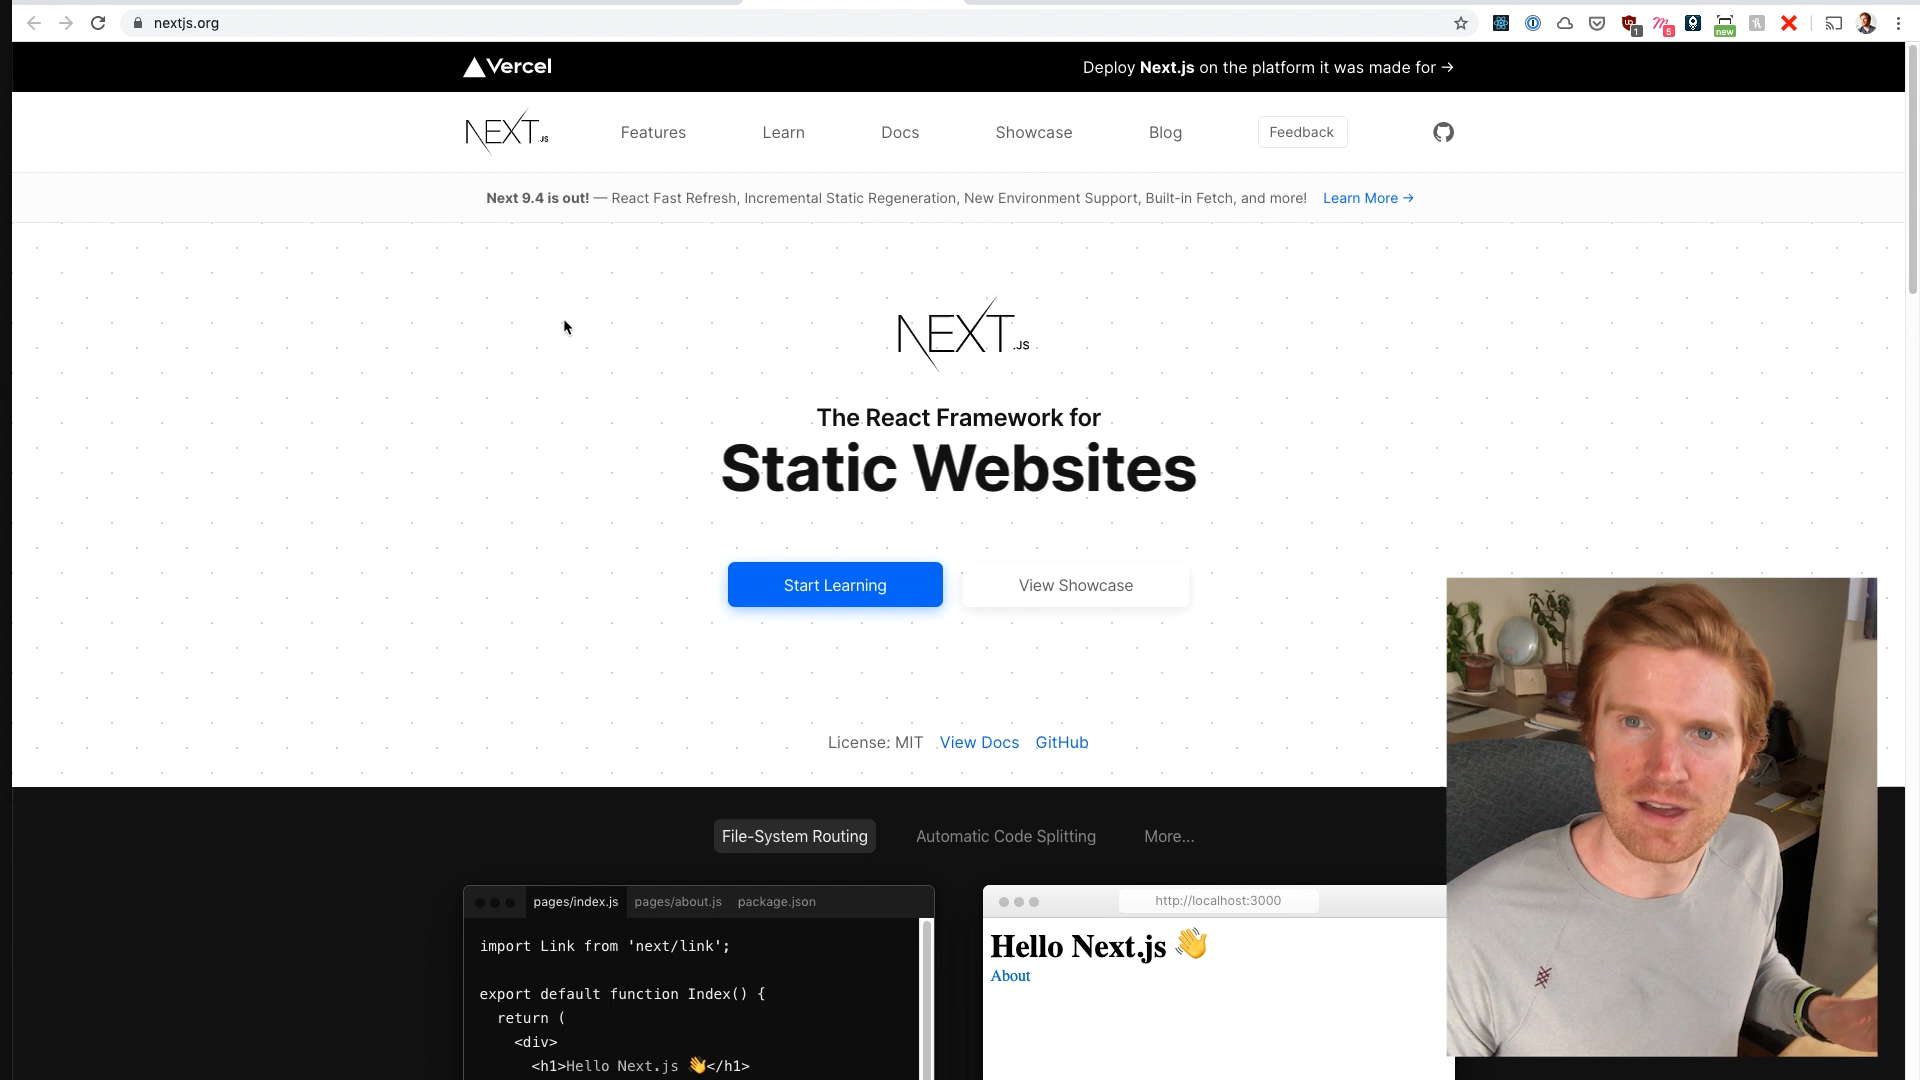 nextjs.org
1
5
new
Vercel
Deploy Next.js on the platform it was made for →
NEXT.JS
Features
Learn
Docs
Showcase
Blog
Feedback
Next 9.4 is out! — React Fast Refresh, Incremental Static Regeneration, New Environment Support, Built-in Fetch, and more! Learn More →
NEXT.JS
The React Framework for
Static Websites
Start Learning
View Showcase
License: MIT View Docs GitHub
File-System Routing
Automatic Code Splitting
More...
pages/index.js pages/about.js package.json
import Link from 'next/link';
export default function Index() {
return (
<div>
<h1>Hello Next.js 👋</h1>
http://localhost:3000
Hello Next.js 👋
About